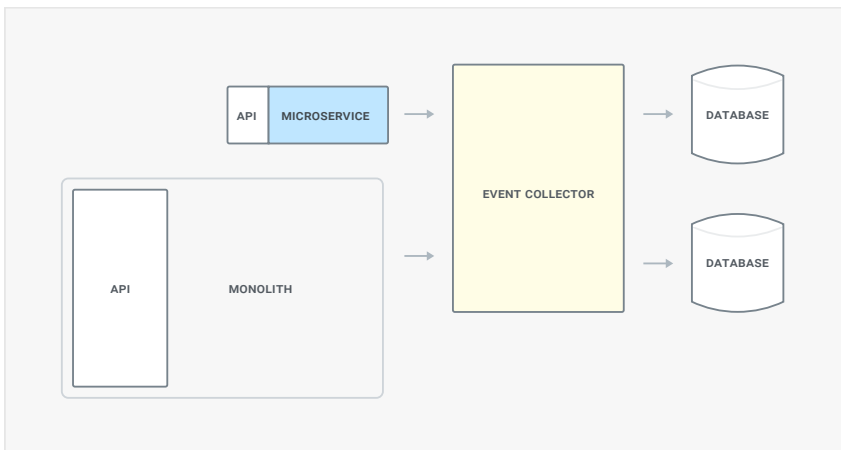 API
MICROSERVICE
EVENT COLLECTOR
DATABASE
API
MONOLITH
DATABASE